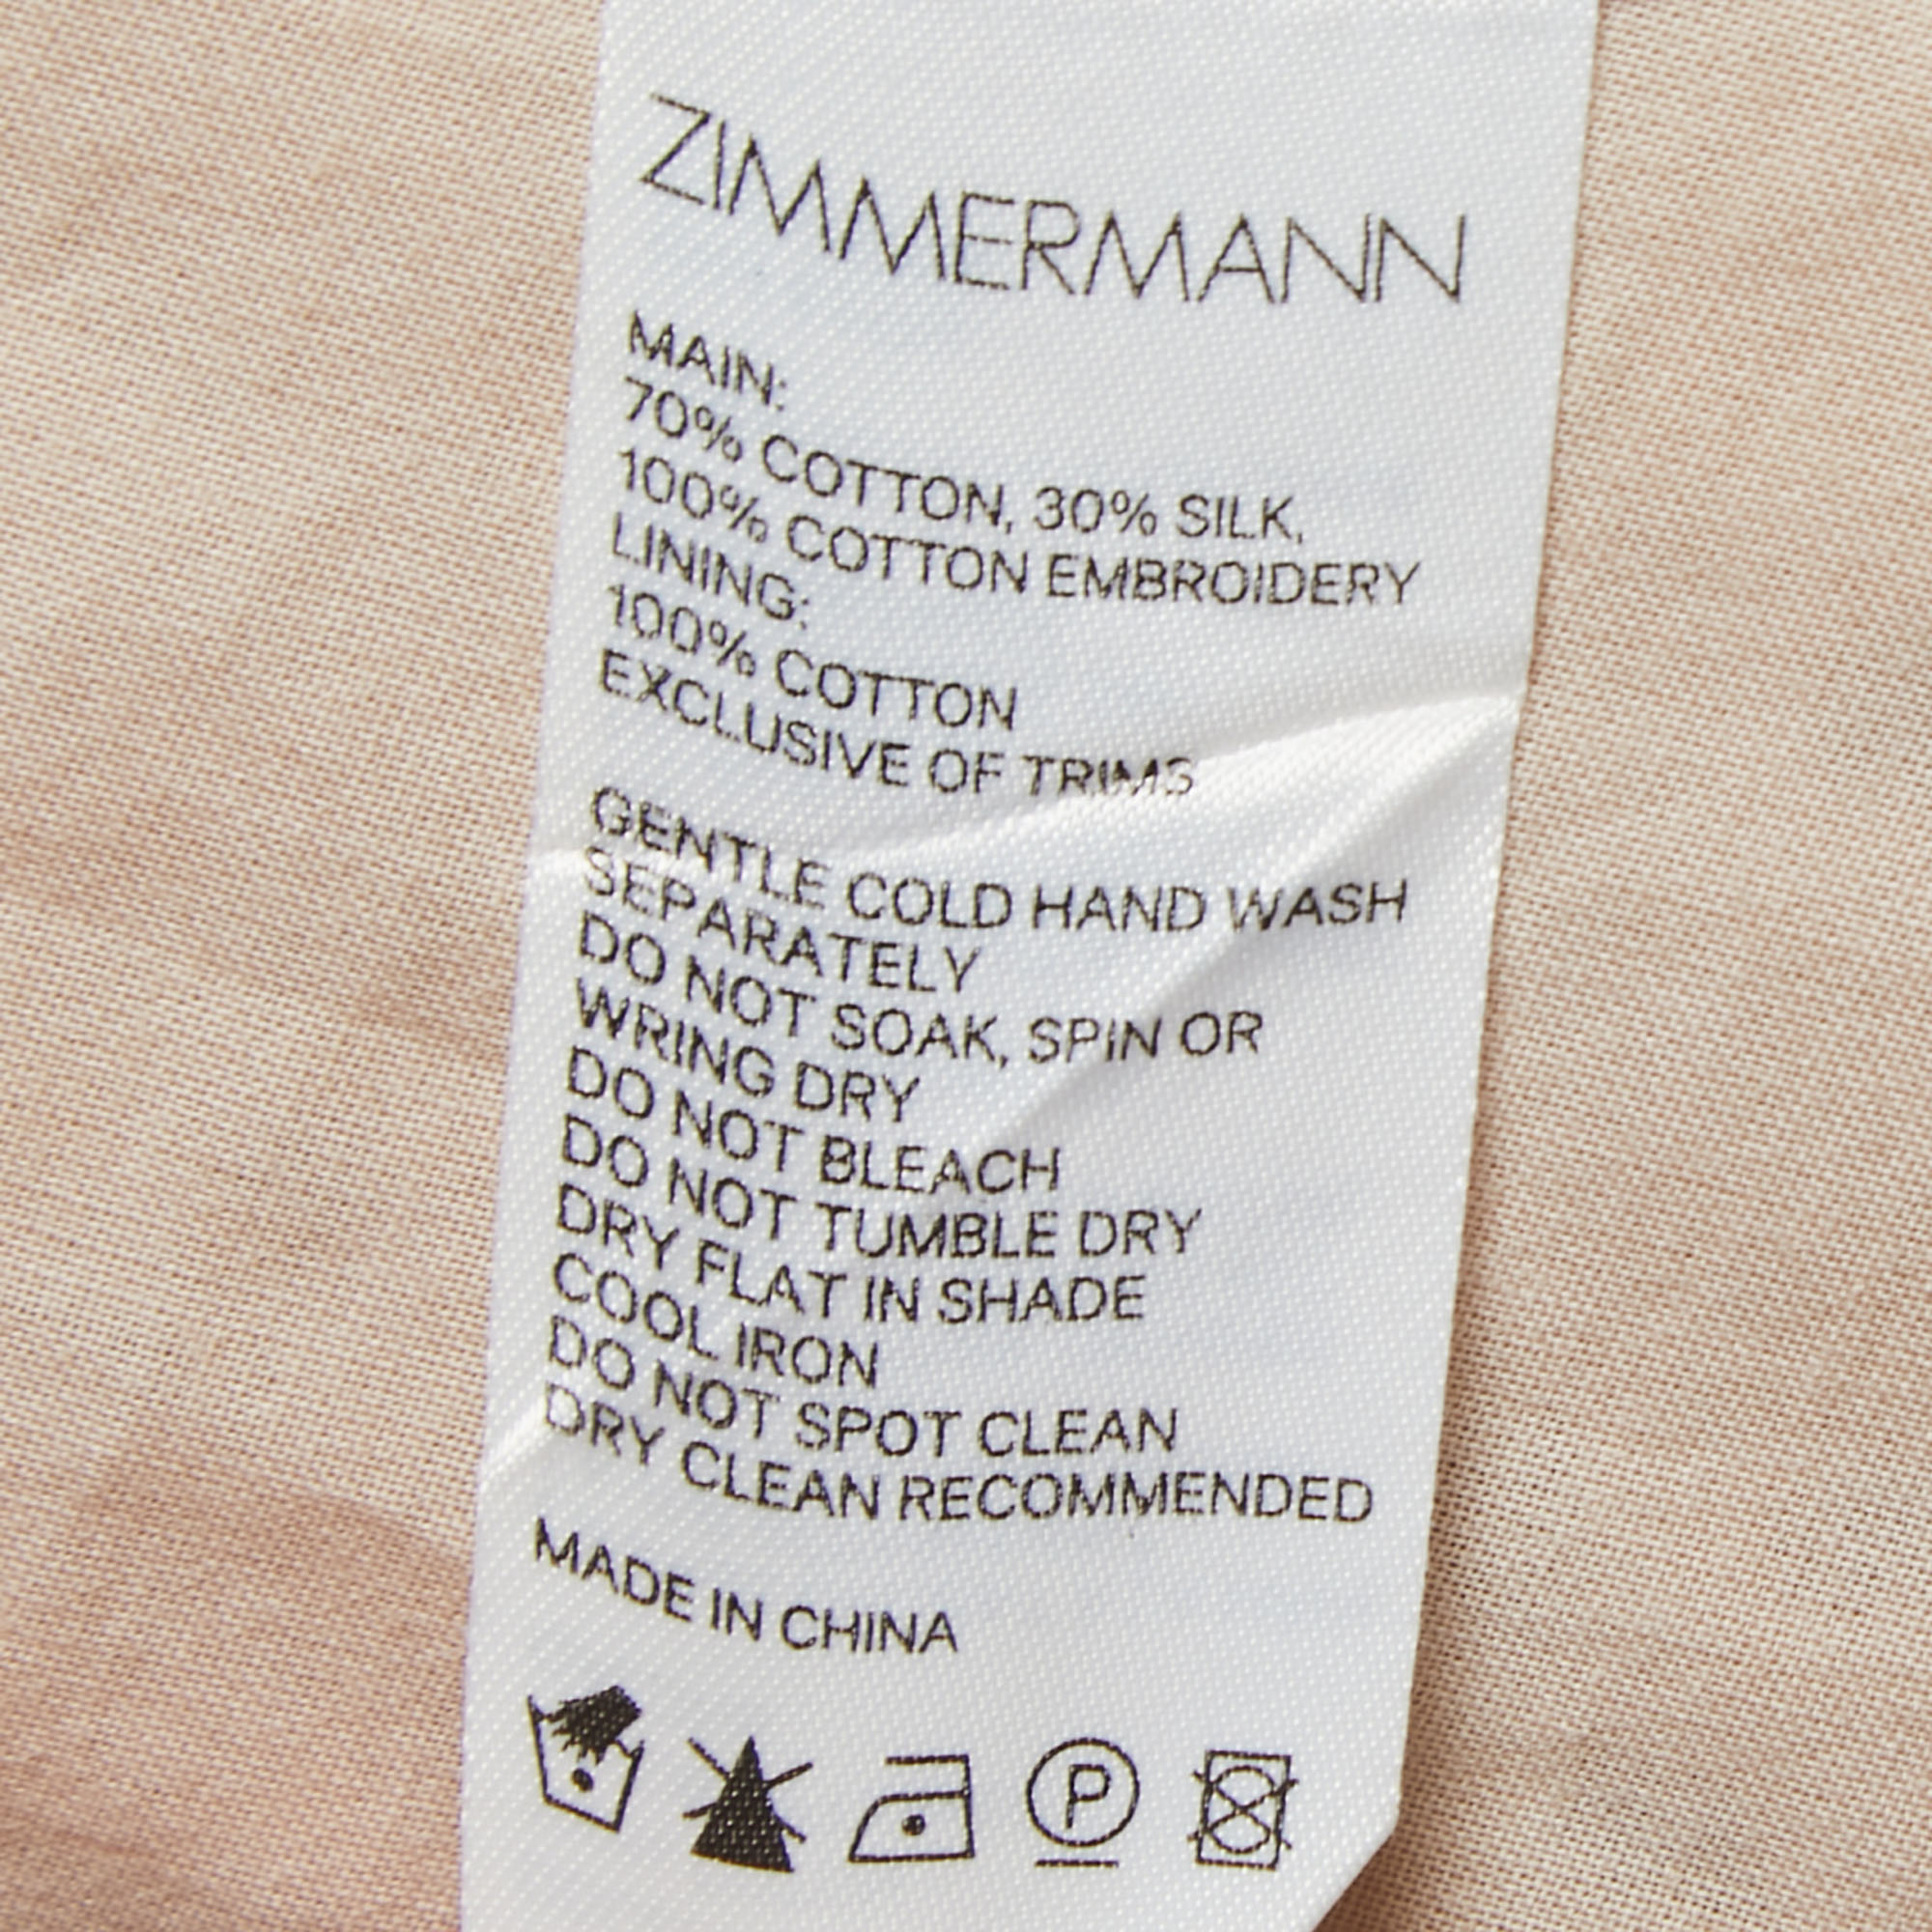 ZIMMERMANN
MAIN:
70% COTTON, 30% SILK,
100% COTTON EMBROIDERY
LINING:
100% COTTON
EXCLUSIVE OF TRIMS
GENTLE COLD HAND WASH
SEPARATELY
DO NOT SOAK, SPIN OR
WRING DRY
DO NOT BLEACH
DO NOT TUMBLE DRY
DRY FLAT IN SHADE
COOL IRON
DO NOT SPOT CLEAN
DRY CLEAN RECOMMENDED
MADE IN CHINA
P